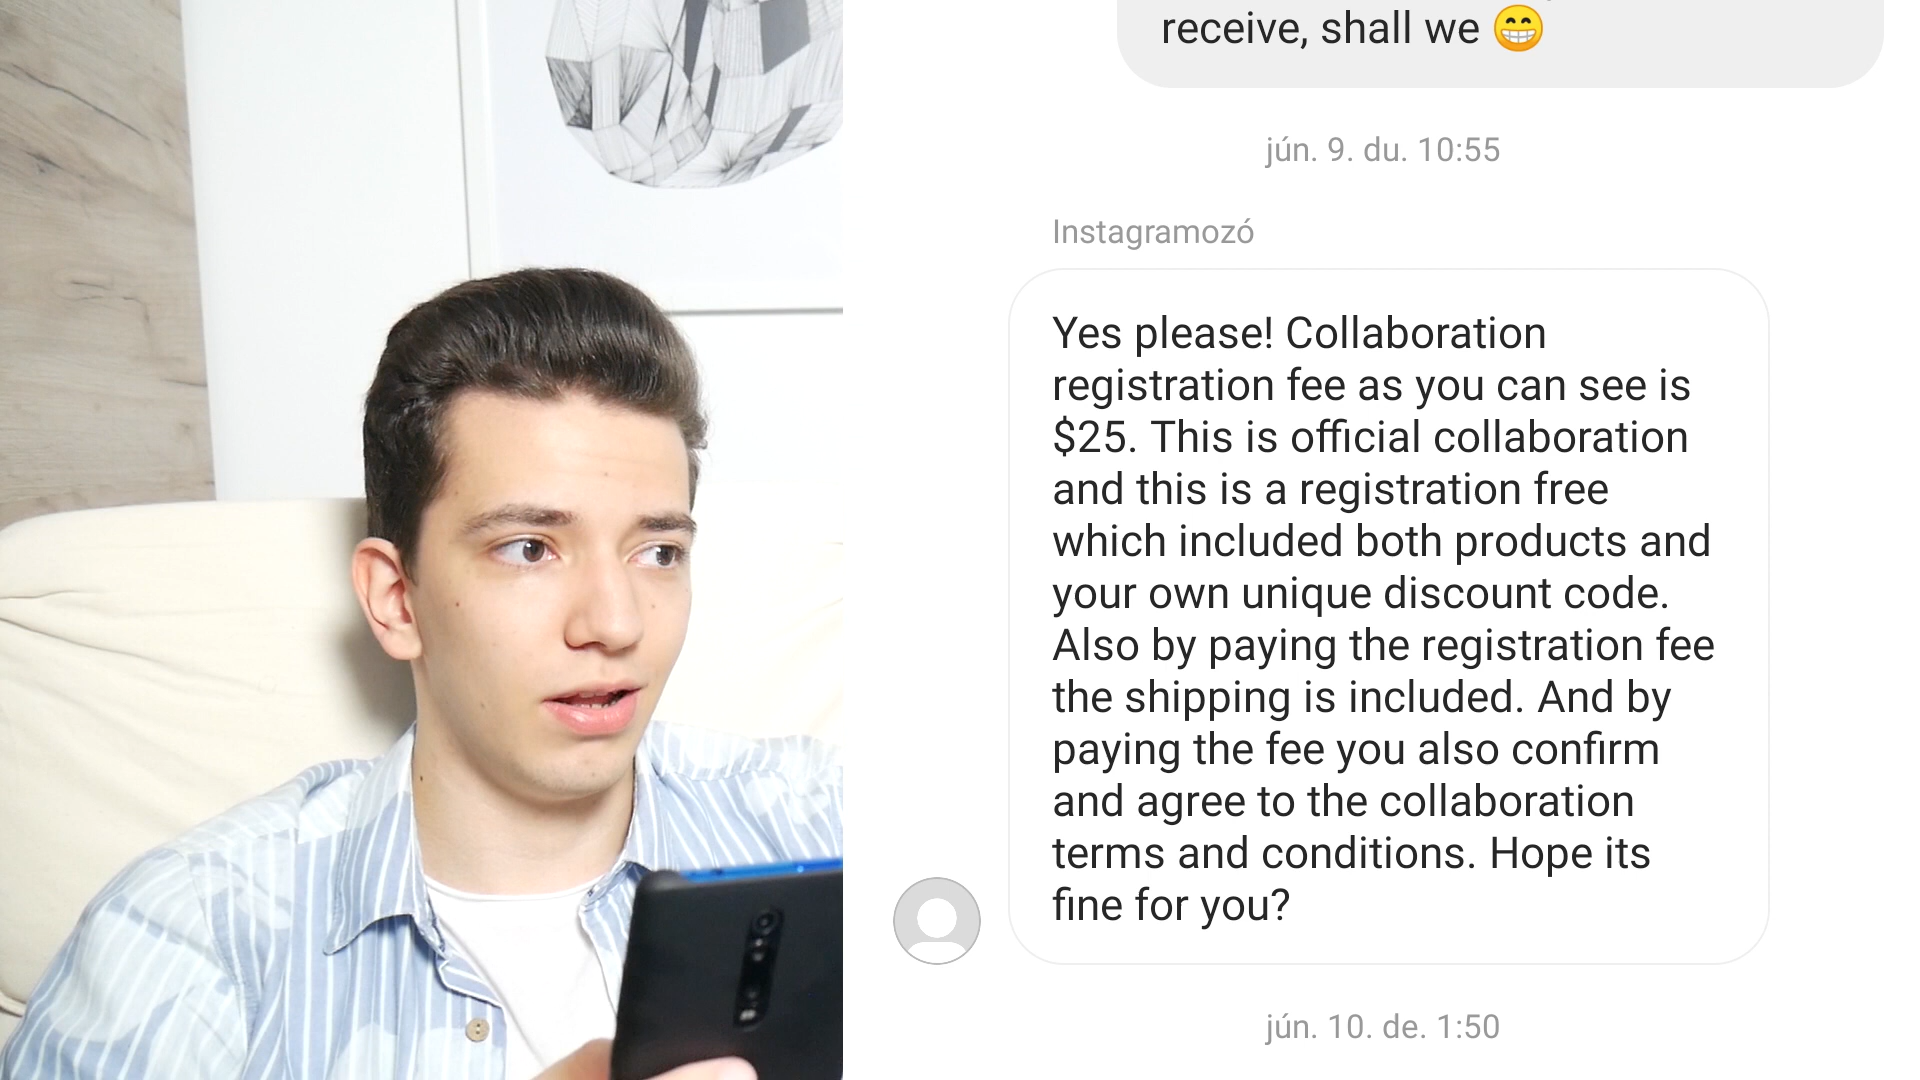 receive, shall we 😁
jún. 9. du. 10:55
Instagramozó
Yes please! Collaboration
registration fee as you can see is
$25. This is official collaboration
and this is a registration free
which included both products and
your own unique discount code.
Also by paying the registration fee
the shipping is included. And by
paying the fee you also confirm
and agree to the collaboration
terms and conditions. Hope its
fine for you?
jún. 10. de. 1:50